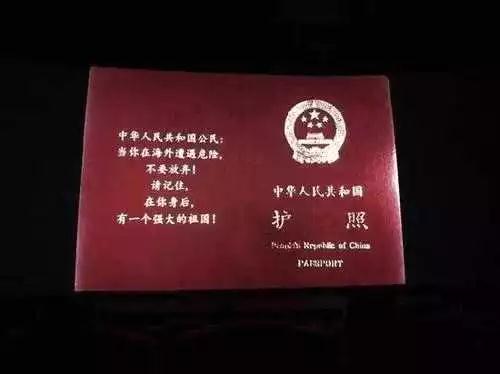 中华人民共和国公民：
当你在海外遭遇危险，
不要放弃！
请记住，
在你身后，
有一个强大的祖国！
中华人民共和国
护照
People's Republic of China
PASSPORT